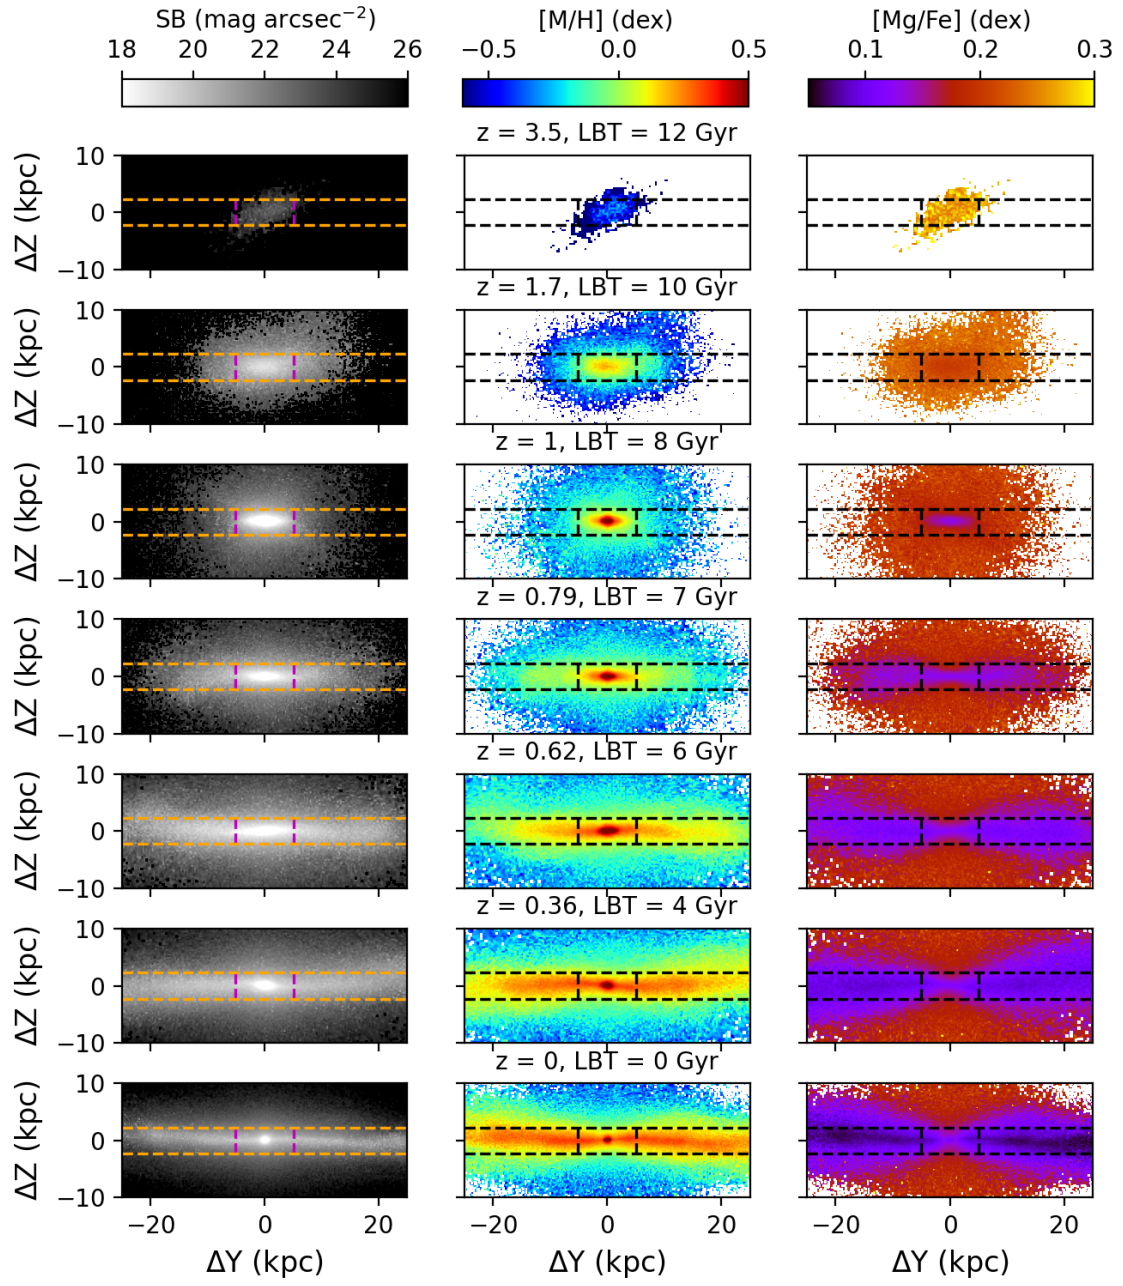 SB (mag arcsec⁻²) [M/H] (dex) [Mg/Fe] (dex)
18 20 22 24 26 −0.5 0.0 0.5 0.1 0.2 0.3
z = 3.5, LBT = 12 Gyr
10
0
−10
ΔZ (kpc)
z = 1.7, LBT = 10 Gyr
10
0
−10
ΔZ (kpc)
z = 1, LBT = 8 Gyr
10
0
−10
ΔZ (kpc)
z = 0.79, LBT = 7 Gyr
10
0
−10
ΔZ (kpc)
z = 0.62, LBT = 6 Gyr
10
0
−10
ΔZ (kpc)
z = 0.36, LBT = 4 Gyr
10
0
−10
ΔZ (kpc)
z = 0, LBT = 0 Gyr
10
0
−10
ΔZ (kpc)
−20 0 20 −20 0 20 −20 0 20
ΔY (kpc) ΔY (kpc) ΔY (kpc)